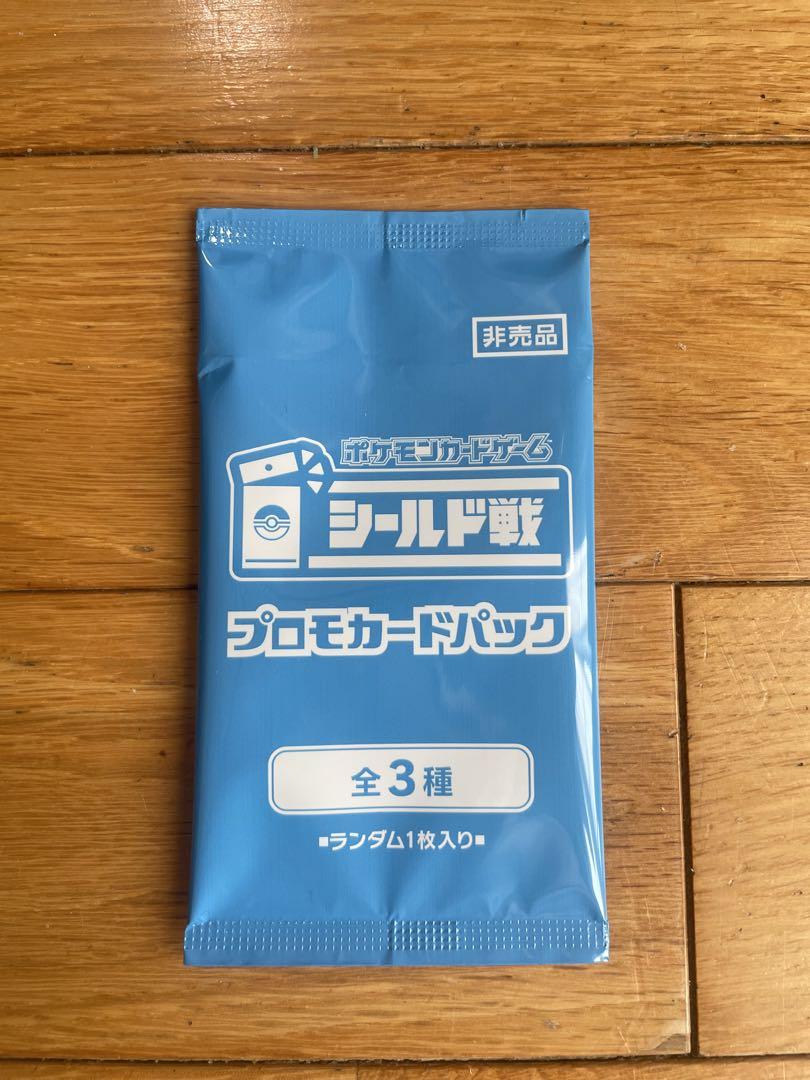 非売品
ポケモンカードゲーム
シールド戦
プロモカードパック
全3種
■ランダム1枚入り■